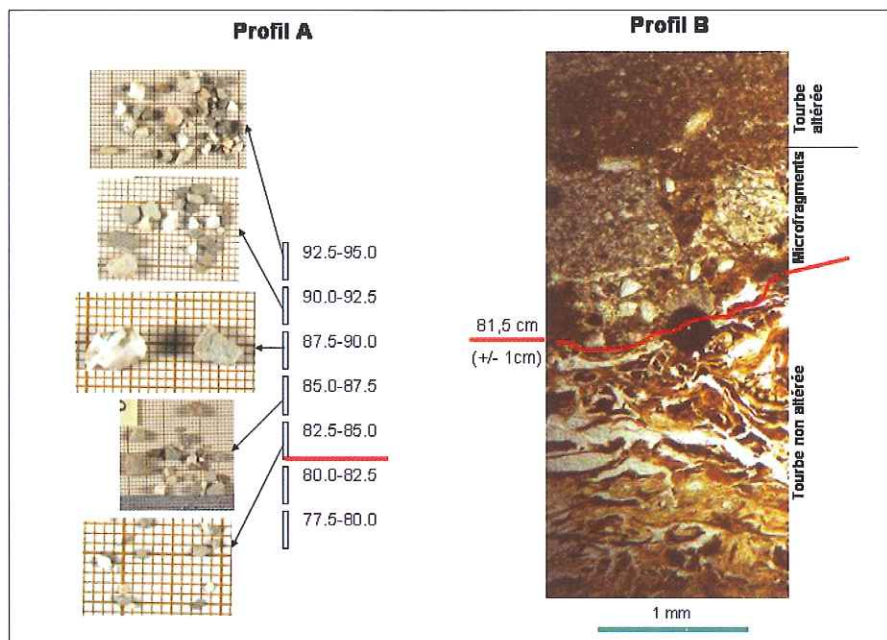 Profil A
92.5-95.0
90.0-92.5
87.5-90.0
85.0-87.5
82.5-85.0
80.0-82.5
77.5-80.0
Profil B
81,5 cm
(+/- 1cm)
Tourbe
altérée
Microfragments
Tourbe non altérée
1 mm